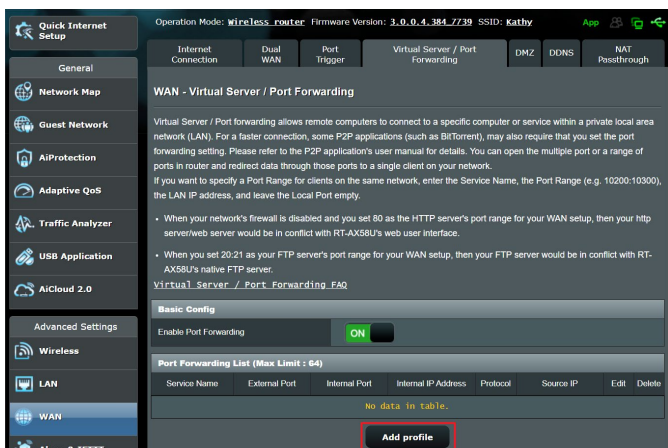 Quick Internet
Setup
Operation Mode: Wireless router Firmware Version: 3.0.0.4.384_7739 SSID: Kathy
App
Internet
Connection
Dual
WAN
Port
Trigger
Virtual Server / Port
Forwarding
DMZ
DDNS
NAT
Passthrough
General
Network Map
Guest Network
AiProtection
Adaptive QoS
Traffic Analyzer
USB Application
AiCloud 2.0
Advanced Settings
Wireless
LAN
WAN
WAN - Virtual Server / Port Forwarding
Virtual Server / Port forwarding allows remote computers to connect to a specific computer or service within a private local area
network (LAN). For a faster connection, some P2P applications (such as BitTorrent), may also require that you set the port
forwarding setting. Please refer to the P2P application's user manual for details. You can open the multiple port or a range of
ports in router and redirect data through those ports to a single client on your network.
If you want to specify a Port Range for clients on the same network, enter the Service Name, the Port Range (e.g. 10200:10300),
the LAN IP address, and leave the Local Port empty.
• When your network's firewall is disabled and you set 80 as the HTTP server's port range for your WAN setup, then your http
server/web server would be in conflict with RT-AX58U's web user interface.
• When you set 20:21 as your FTP server's port range for your WAN setup, then your FTP server would be in conflict with RT-
AX58U's native FTP server.
Virtual Server / Port Forwarding FAQ
Basic Config
Enable Port Forwarding
ON
Port Forwarding List (Max Limit : 64)
Service Name External Port Internal Port Internal IP Address Protocol Source IP Edit Delete
No data in table.
Add profile